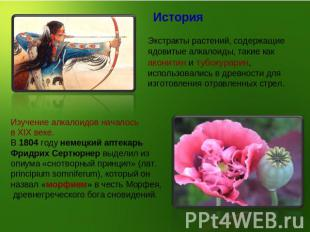 История
Экстракты растений, содержащие
ядовитые алкалоиды, такие как
аконитин и тубокурарин,
использовались в древности для
изготовления отравленных стрел.
Изучение алкалоидов началось
в XIX веке.
В 1804 году немецкий аптекарь
Фридрих Сертюрнер выделил из
опиума «снотворный принцип» (лат.
principium somniferum), который он
назвал «морфием» в честь Морфея,
древнегреческого бога сновидений.
PPt4WEB.ru